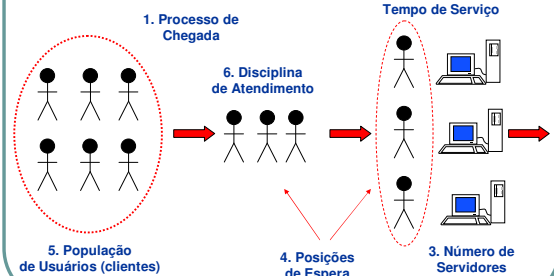 Tempo de Serviço
1. Processo de
Chegada
6. Disciplina
de Atendimento
5. População
de Usuários (clientes)
4. Posições
de Espera
3. Número de
Servidores